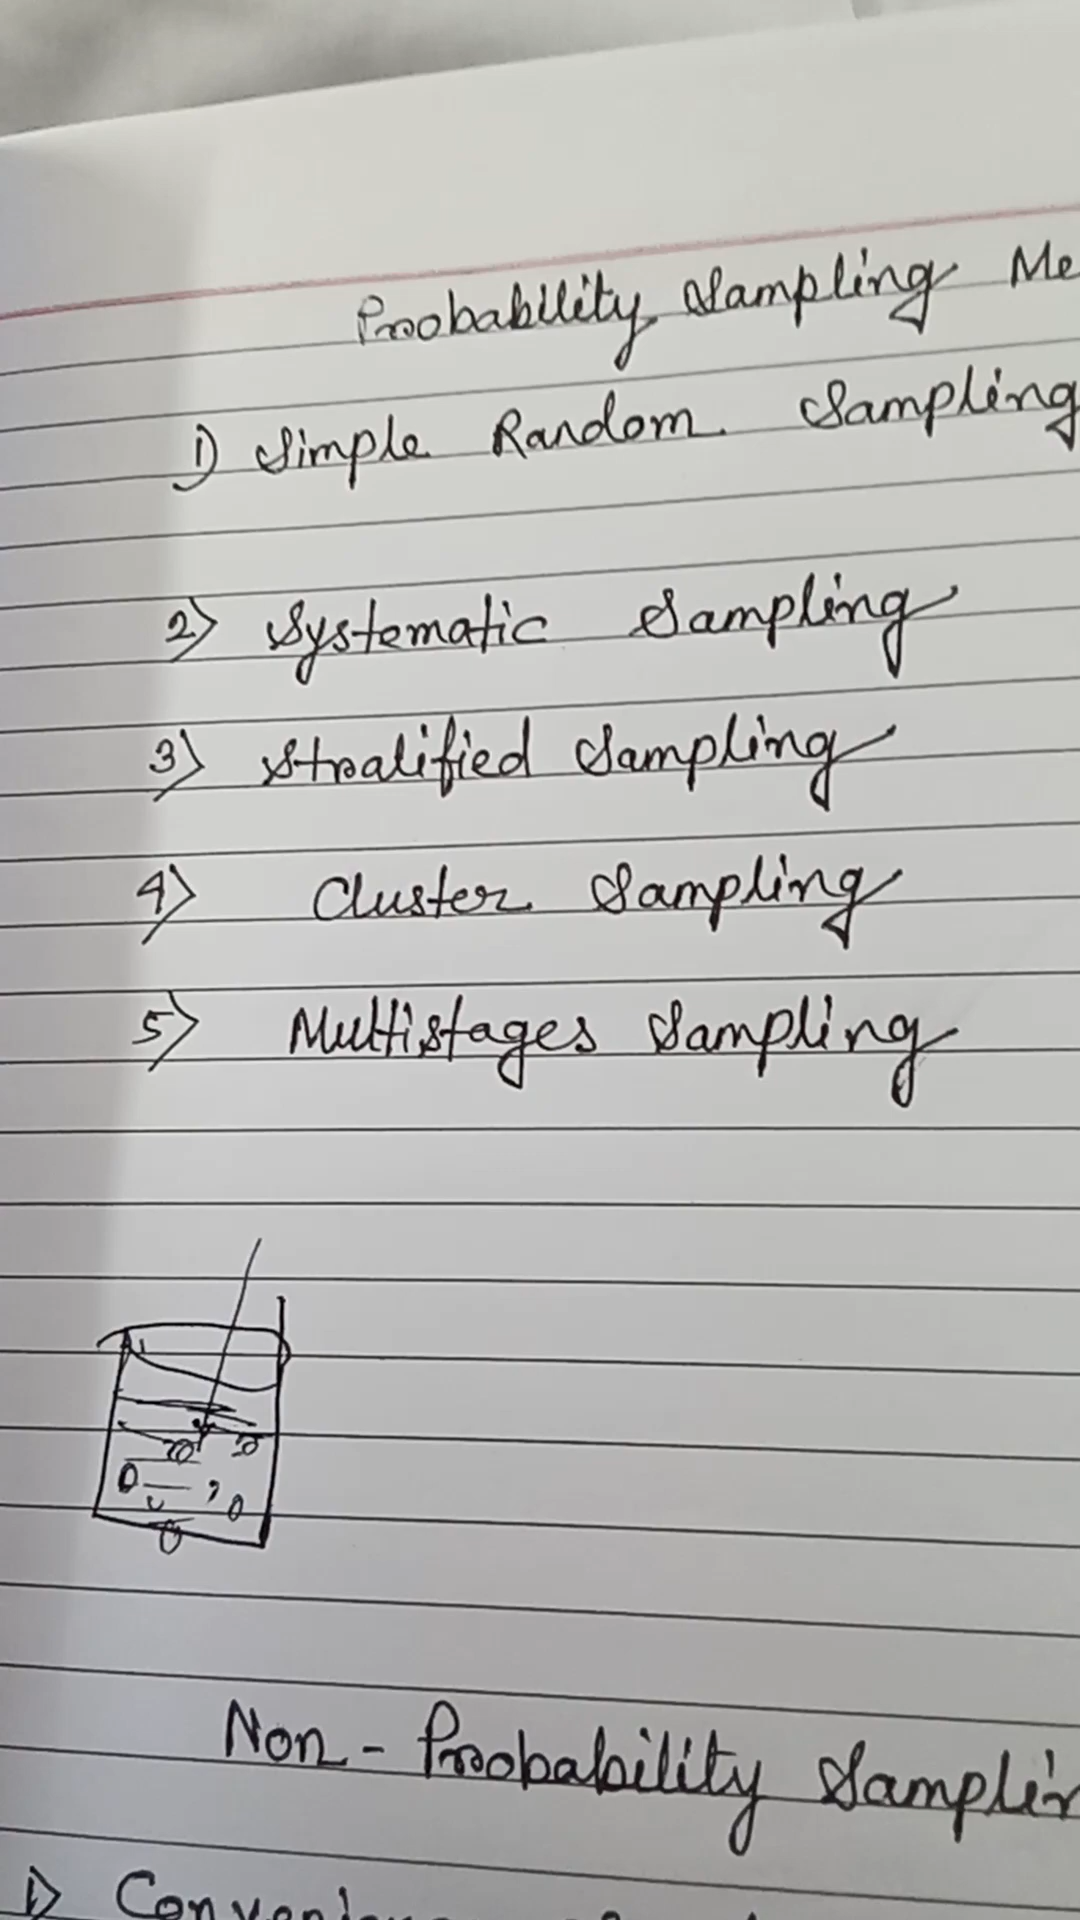 Probability Sampling Me
1) Simple Random Sampling
2) Systematic Sampling
3) Stratified Sampling
4) Cluster Sampling
5) Multistages Sampling
Non - Probability Samplin
1)